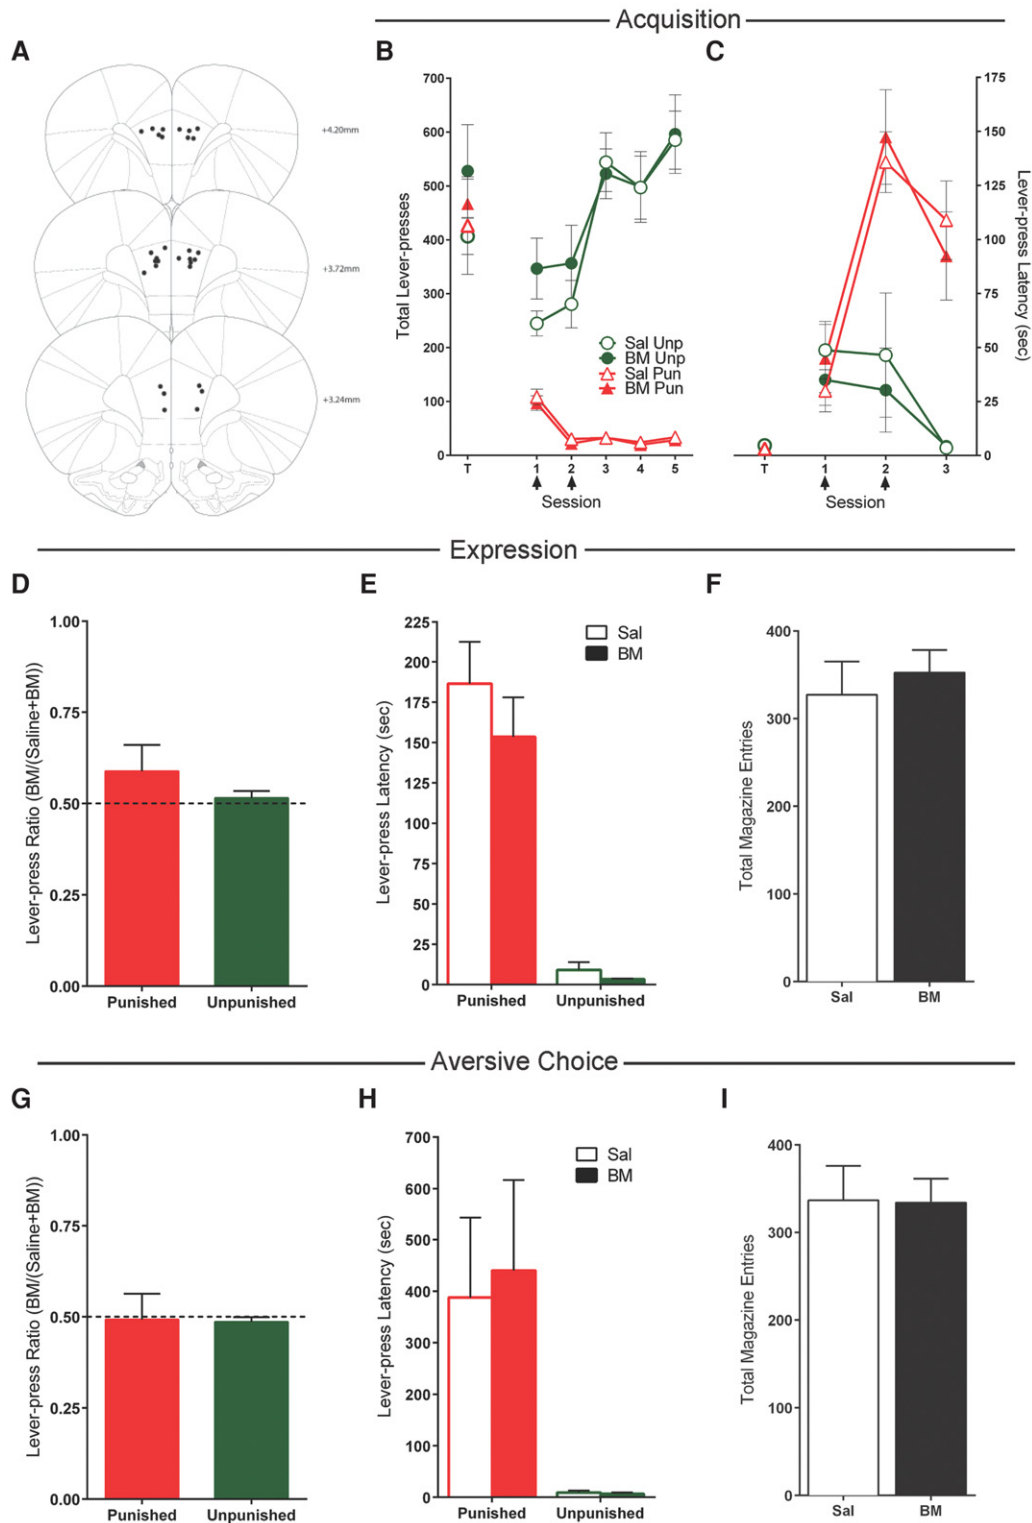 Acquisition
A
B
C
+4.20mm
+3.72mm
+3.24mm
Total Lever-presses
700
600
500
400
300
200
100
0
T
1
2
3
4
5
Session
Sal Unp
BM Unp
Sal Pun
BM Pun
175
150
125
100
75
50
25
0
T
1
2
3
Session
Lever-press Latency (sec)
Expression
D
E
F
Lever-press Ratio (BM/(Saline+BM))
1.00
0.75
0.50
0.25
0.00
Punished
Unpunished
Lever-press Latency (sec)
225
200
175
150
125
100
75
50
25
0
Sal
BM
Punished
Unpunished
Total Magazine Entries
400
300
200
100
0
Sal
BM
Aversive Choice
G
H
I
Lever-press Ratio (BM/(Saline+BM))
1.00
0.75
0.50
0.25
0.00
Punished
Unpunished
Lever-press Latency (sec)
700
600
500
400
300
200
100
0
Sal
BM
Punished
Unpunished
Total Magazine Entries
400
300
200
100
0
Sal
BM